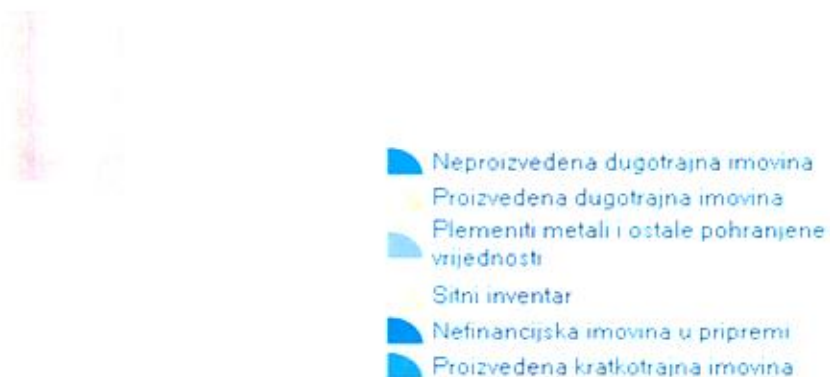 Neproizvedena dugotrajna imovina
Proizvedena dugotrajna imovina
Plemeniti metali i ostale pohranjene
vrijednosti
Sitni inventar
Nefinancijska imovina u pripremi
Proizvedena kratkotrajna imovina